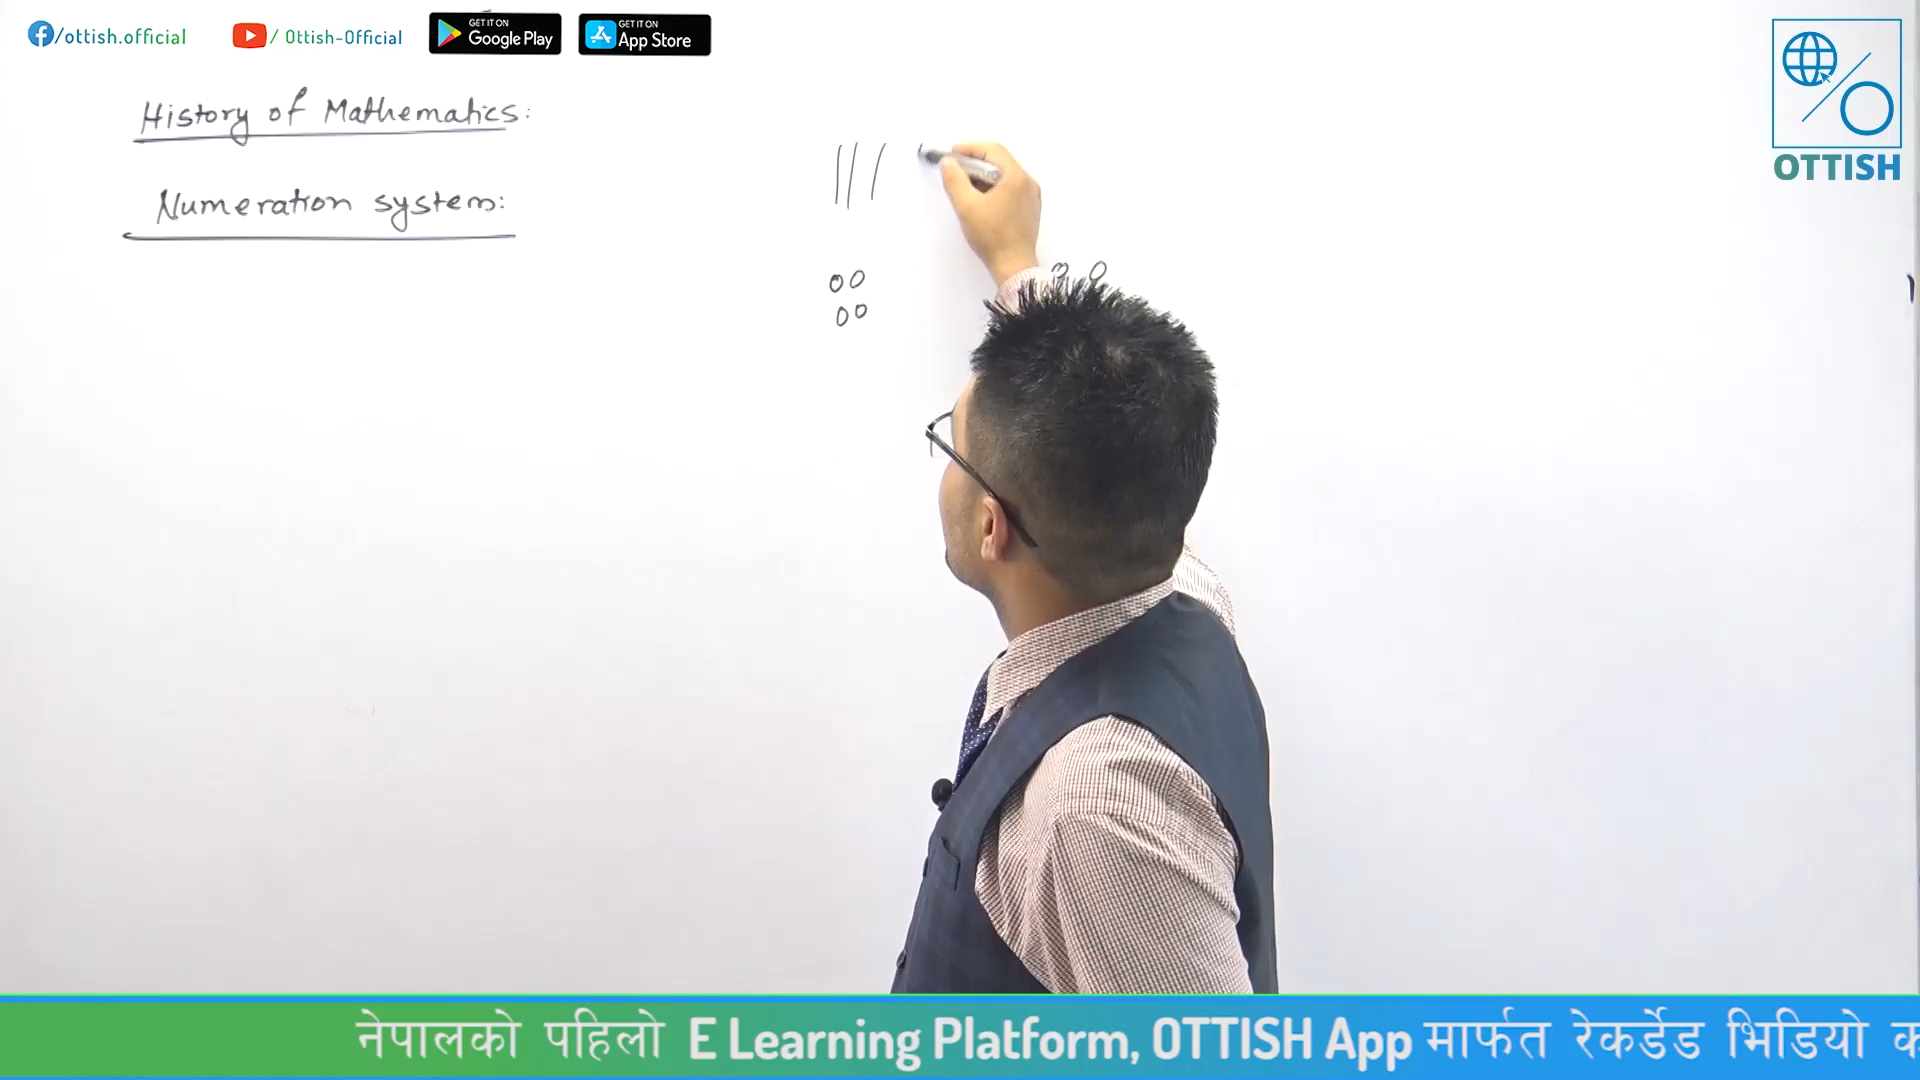 /ottish.official
/ Ottish-Official
GET IT ON
Google Play
GET IT ON
App Store
OTTISH
History of Mathematics:
Numeration system:
नेपालको पहिलो E Learning Platform, OTTISH App मार्फत रेकर्डेड भिडियो